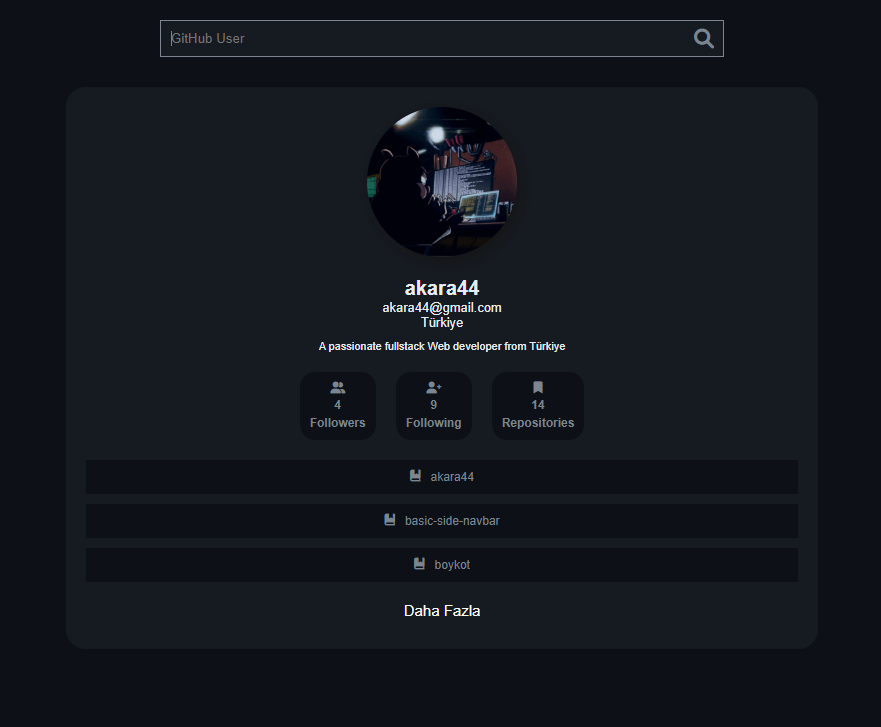 GitHub User
akara44
akara44@gmail.com
Türkiye
A passionate fullstack Web developer from Türkiye
4
Followers
9
Following
14
Repositories
akara44
basic-side-navbar
boykot
Daha Fazla